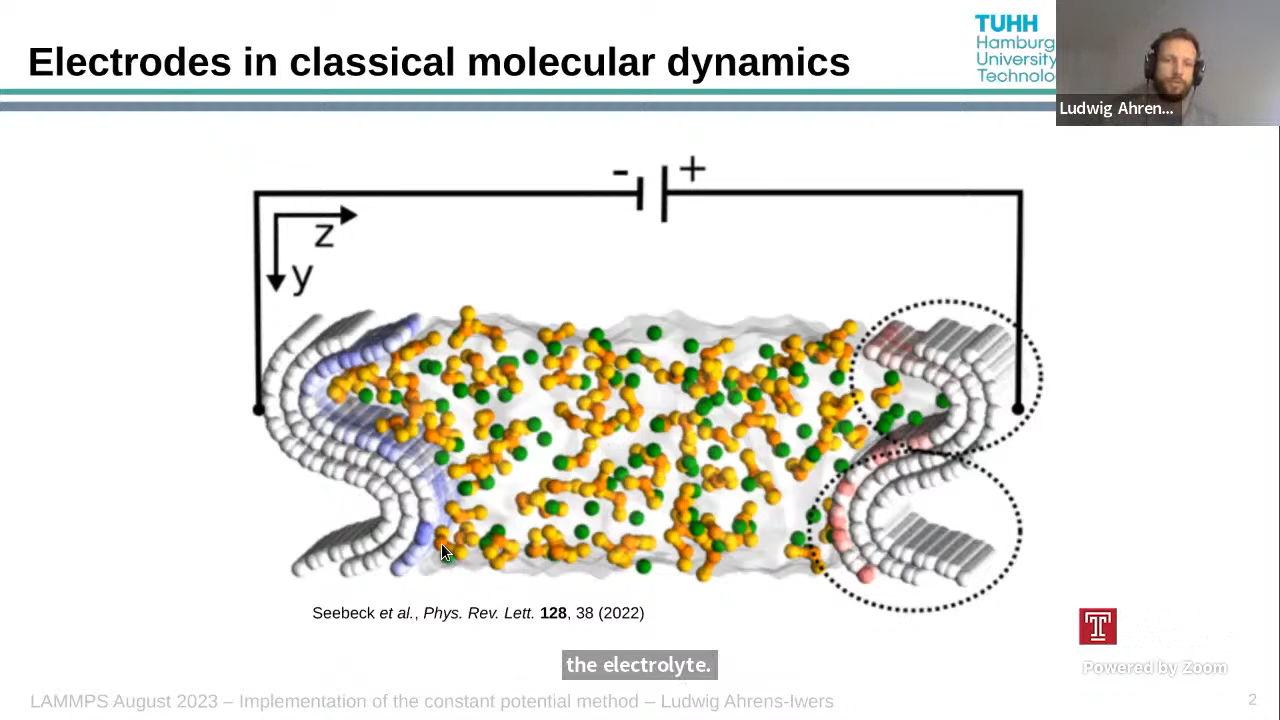 Electrodes in classical molecular dynamics
TUHH
Hamburg
University
Technolo
Ludwig Ahren...
- +
z
y
Seebeck et al., Phys. Rev. Lett. 128, 38 (2022)
the electrolyte.
T
Powered by Zoom
LAMMPS August 2023 – Implementation of the constant potential method – Ludwig Ahrens-Iwers
2